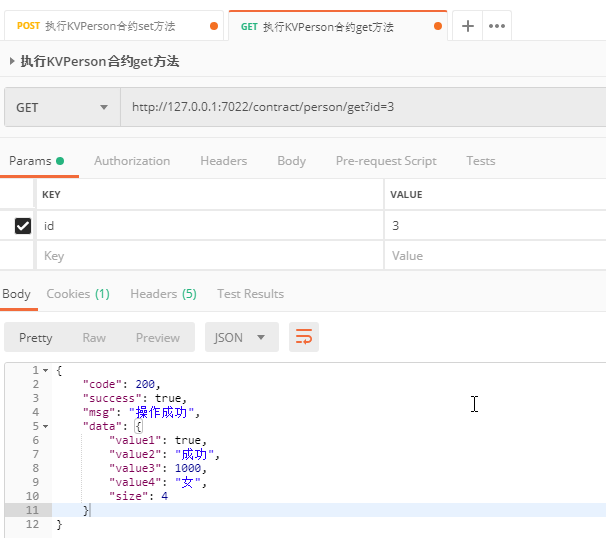 POST 执行KVPerson合约set方法 GET 执行KVPerson合约get方法 + •••
执行KVPerson合约get方法
GET http://127.0.0.1:7022/contract/person/get?id=3
Params Authorization Headers Body Pre-request Script Tests
KEY VALUE
id 3
Key Value
Body Cookies (1) Headers (5) Test Results
Pretty Raw Preview JSON
1 {
2 "code": 200,
3 "success": true,
4 "msg": "操作成功",
5 "data": {
6 "value1": true,
7 "value2": "成功",
8 "value3": 1000,
9 "value4": "女",
10 "size": 4
11 }
12 }